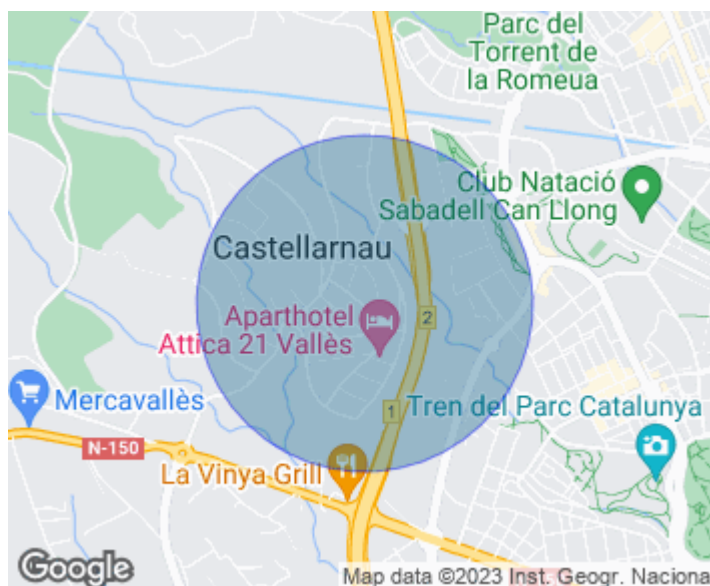 Parc del
Torrent de
la Romeua
Club Natació
Sabadell Can Llong
Castellarnau
Aparthotel
Attica 21 Vallès
2
1
Mercavallès
Tren del Parc Catalunya
N-150
La Vinya Grill
Google
Map data ©2023 Inst. Geogr. Naciona